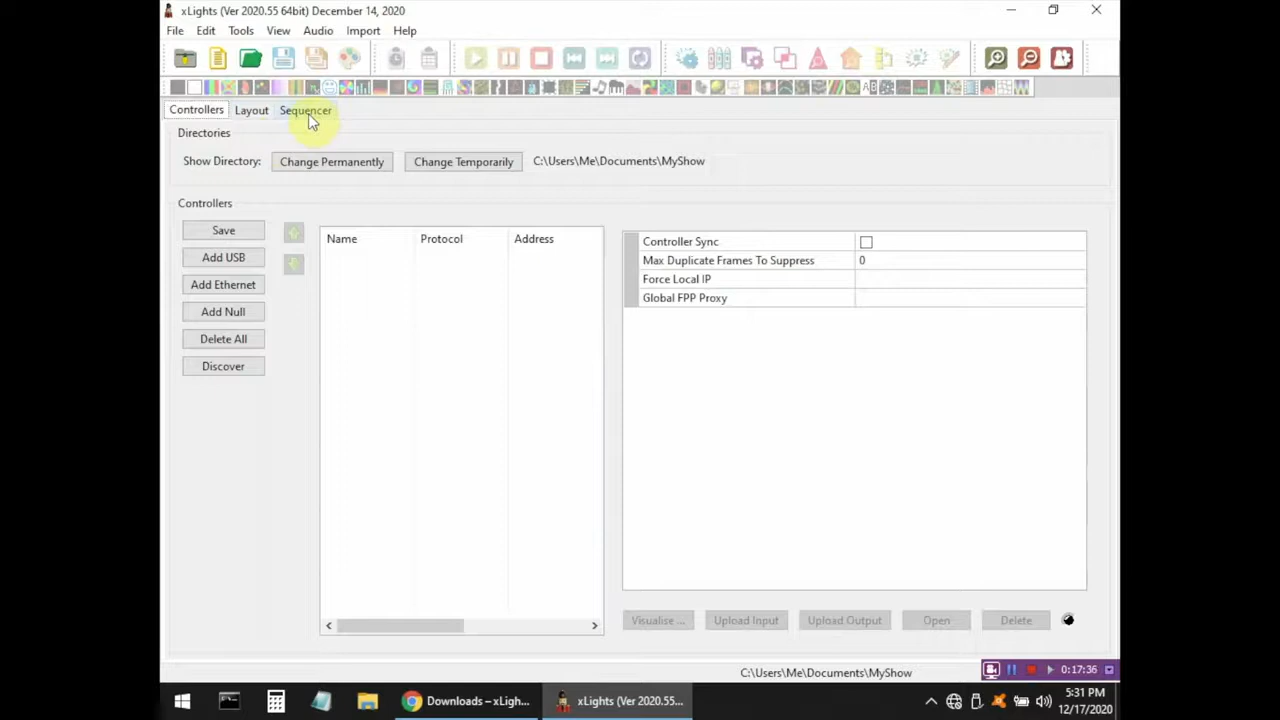 xLights (Ver 2020.55 64bit) December 14, 2020
File Edit Tools View Audio Import Help
Controllers Layout Sequencer
Directories
Show Directory: Change Permanently Change Temporarily C:\Users\Me\Documents\MyShow
Controllers
Save
Add USB
Add Ethernet
Add Null
Delete All
Discover
Name Protocol Address
Controller Sync
Max Duplicate Frames To Suppress 0
Force Local IP
Global FPP Proxy
Visualise ... Upload Input Upload Output Open Delete
C:\Users\Me\Documents\MyShow
0:17:36
Downloads – xLigh...
xLights (Ver 2020.55...
5:31 PM
12/17/2020